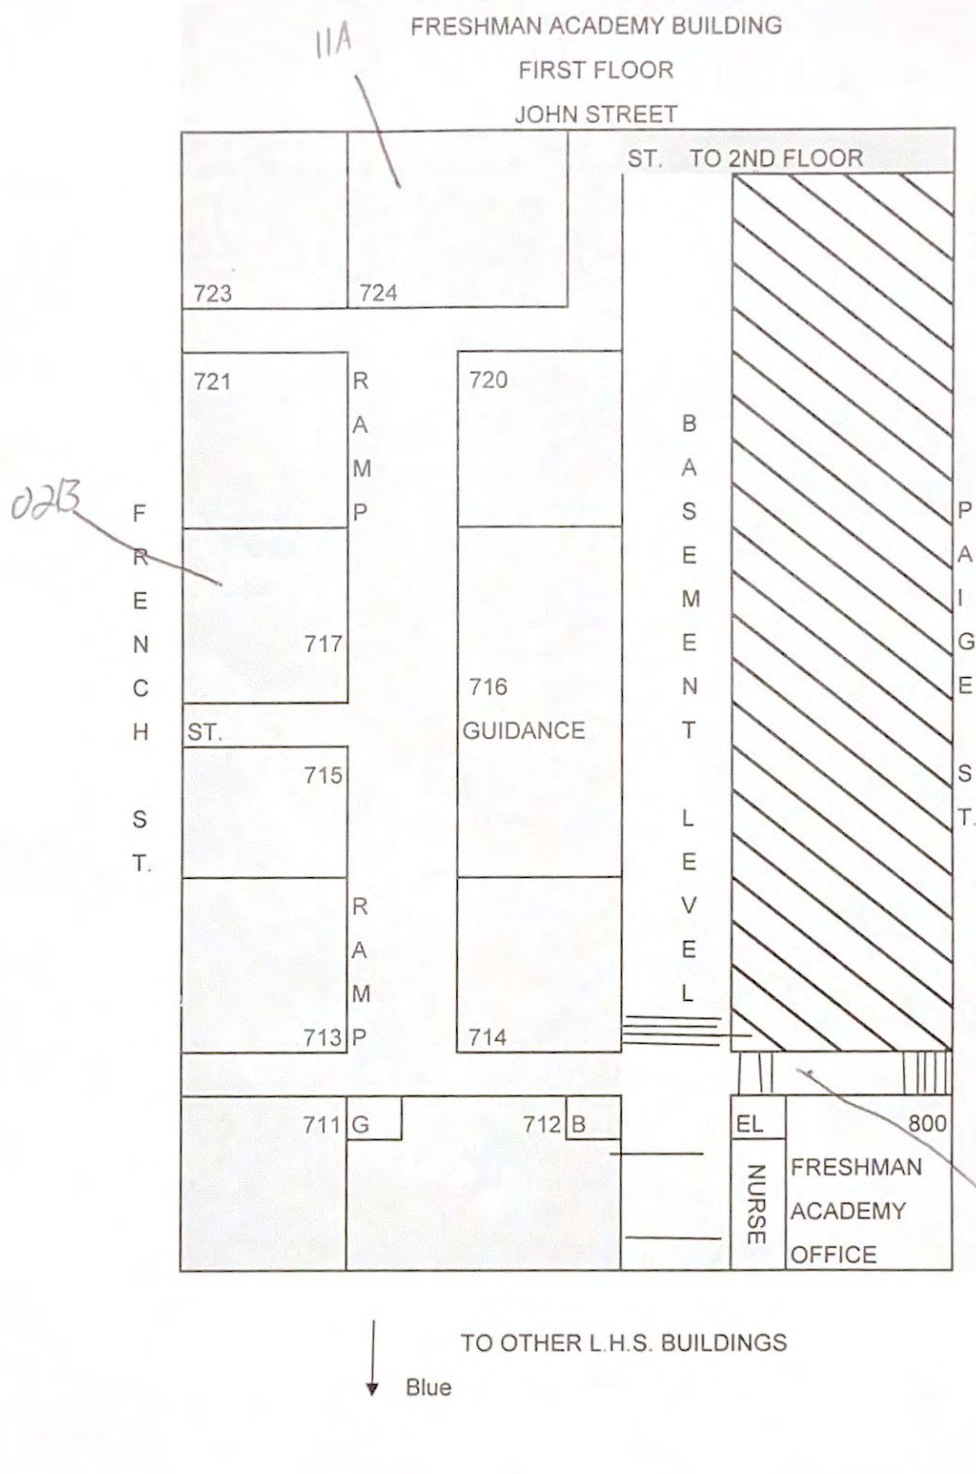 11A
FRESHMAN ACADEMY BUILDING
FIRST FLOOR
JOHN STREET
ST. TO 2ND FLOOR
723
724
721
RAMP
720
BASEMENT LEVEL
02B
FRENCH ST.
PAIGE ST.
717
716
GUIDANCE
ST.
715
RAMP
713
714
711
G
712
B
EL
800
NURSE
FRESHMAN
ACADEMY
OFFICE
TO OTHER L.H.S. BUILDINGS
Blue